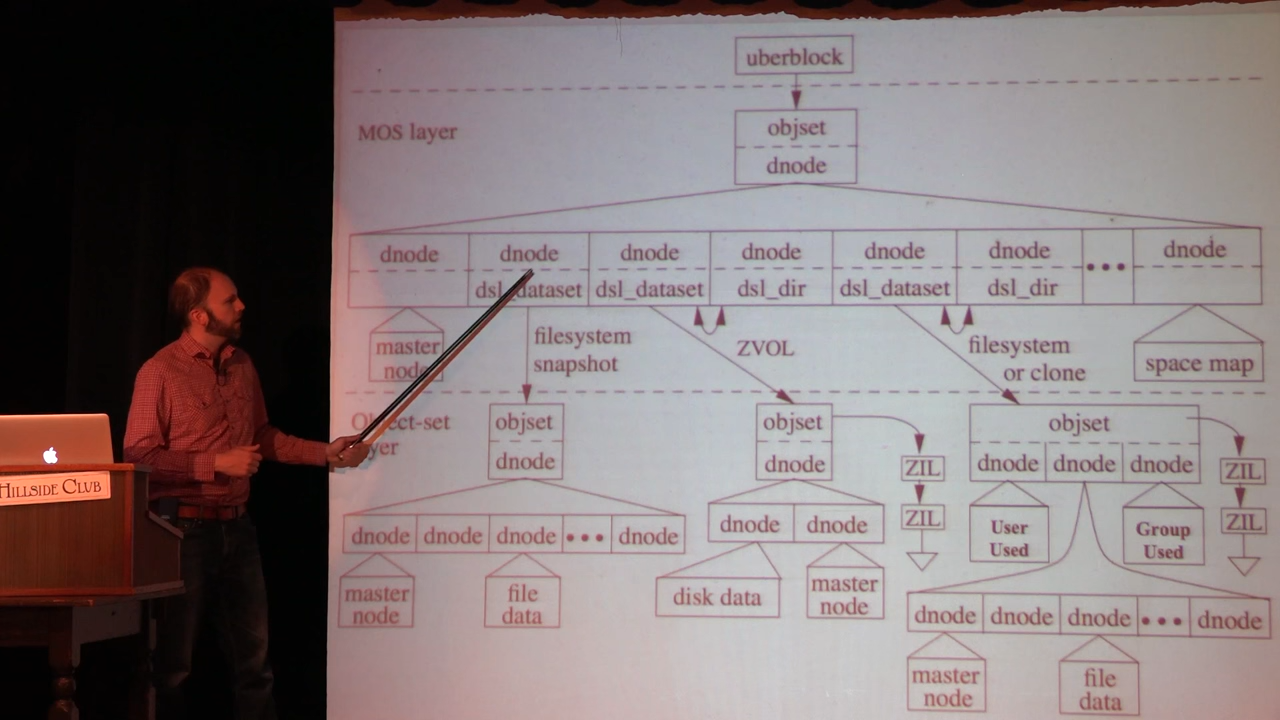 uberblock
MOS layer
objset
dnode
dnode dnode dnode dnode dnode dnode ••• dnode
dsl_dataset dsl_dataset dsl_dir dsl_dataset dsl_dir
master
node
filesystem
snapshot
ZVOL
filesystem
or clone
space map
Object-set
layer
objset
dnode
objset
dnode
ZIL
ZIL
objset
dnode dnode dnode
ZIL
ZIL
User
Used
Group
Used
dnode dnode dnode ••• dnode
dnode dnode
master
node
file
data
disk data
master
node
dnode dnode dnode ••• dnode
master
node
file
data
HILLSIDE CLUB